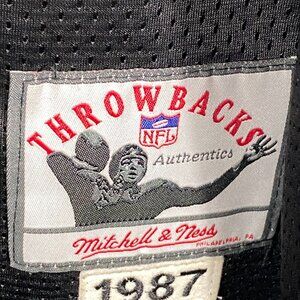 THROWBACKS
NFL
Authentics
Mitchell & Ness
PHILADELPHIA, PA
1987